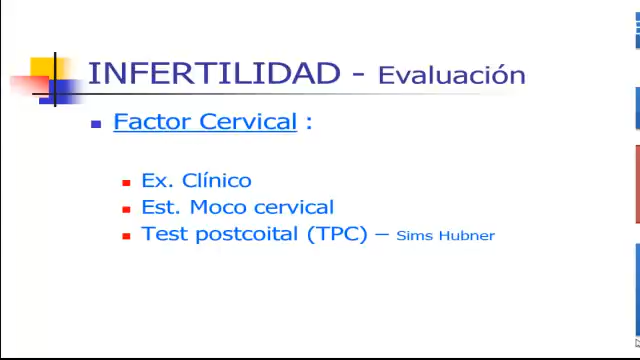 INFERTILIDAD - Evaluación
Factor Cervical :
Ex. Clínico
Est. Moco cervical
Test postcoital (TPC) – Sims Hubner